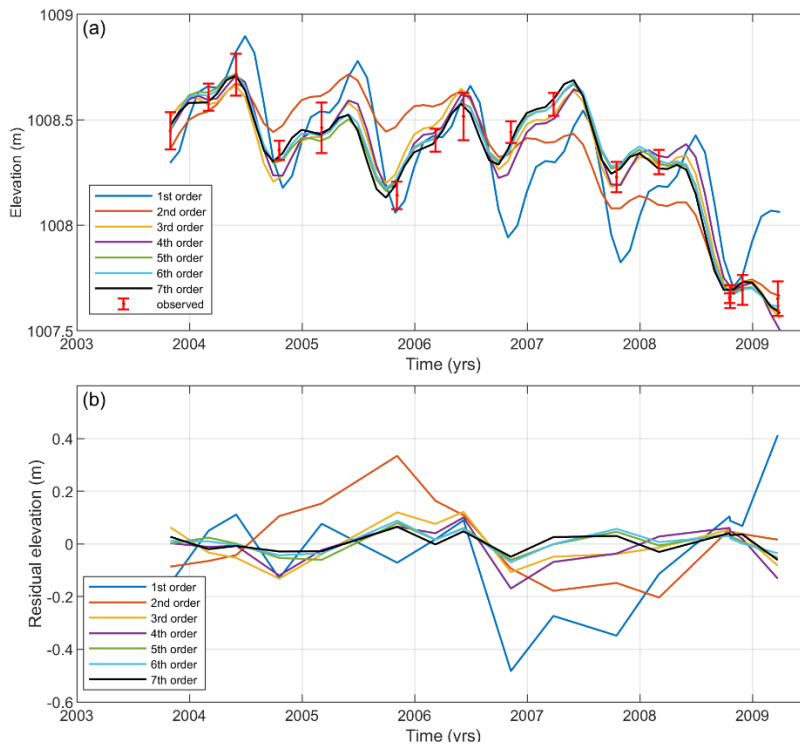 (a)
1009
1008.5
1008
1007.5
Elevation (m)
1st order
2nd order
3rd order
4th order
5th order
6th order
7th order
observed
2003
2004
2005
2006
2007
2008
2009
Time (yrs)
(b)
0.4
0.2
0
-0.2
-0.4
-0.6
Residual elevation (m)
1st order
2nd order
3rd order
4th order
5th order
6th order
7th order
2003
2004
2005
2006
2007
2008
2009
Time (yrs)